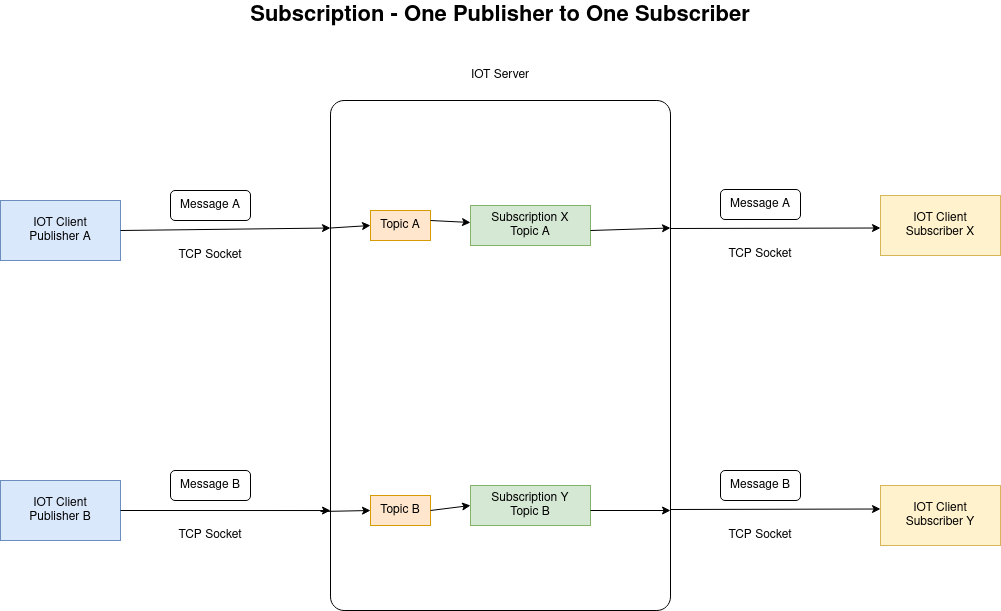 Subscription - One Publisher to One Subscriber
IOT Server
Message A
Message A
IOT Client
Publisher A
Topic A
Subscription X
Topic A
IOT Client
Subscriber X
TCP Socket
TCP Socket
Message B
Message B
IOT Client
Publisher B
Topic B
Subscription Y
Topic B
IOT Client
Subscriber Y
TCP Socket
TCP Socket